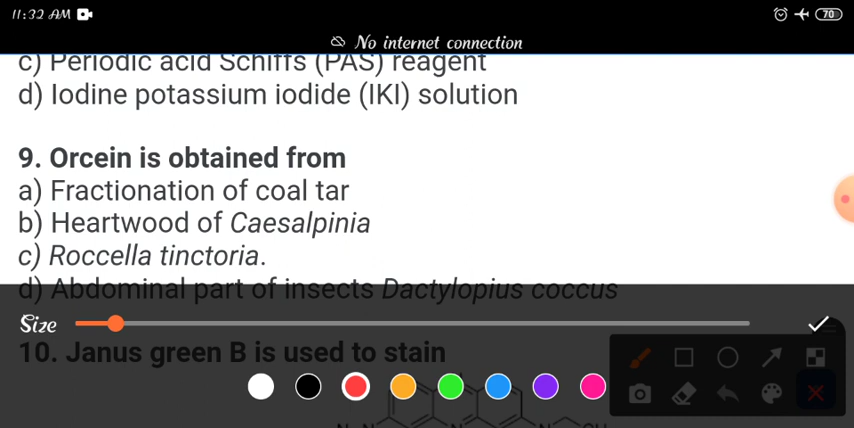 11:32 AM
70
No internet connection
c) Periodic acid Schiffs (PAS) reagent
d) Iodine potassium iodide (IKI) solution
9. Orcein is obtained from
a) Fractionation of coal tar
b) Heartwood of Caesalpinia
c) Roccella tinctoria.
d) Abdominal part of insects Dactylopius coccus
Size
10. Janus green B is used to stain